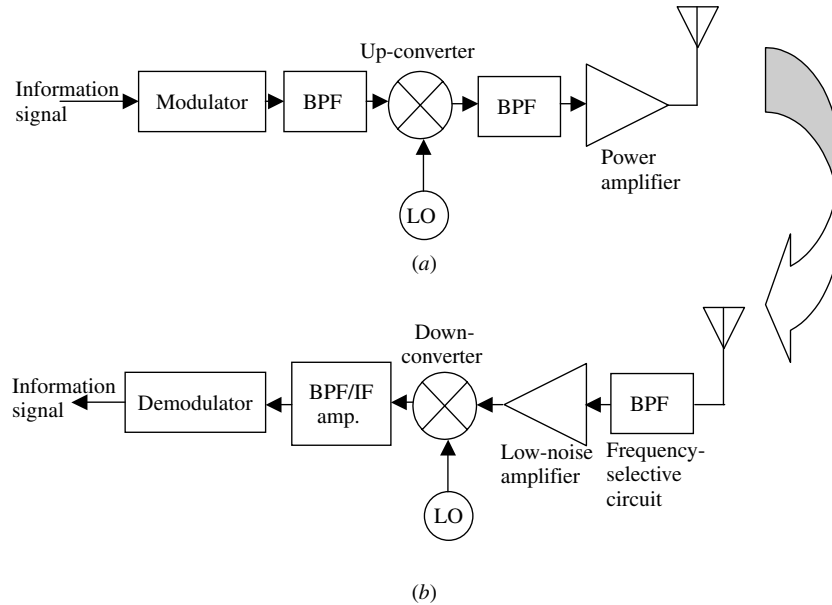 Up-converter
Information
signal
Modulator
BPF
BPF
Power
amplifier
LO
(a)
Down-
converter
Information
signal
Demodulator
BPF/IF
amp.
Low-noise
amplifier
BPF
Frequency-
selective
circuit
LO
(b)